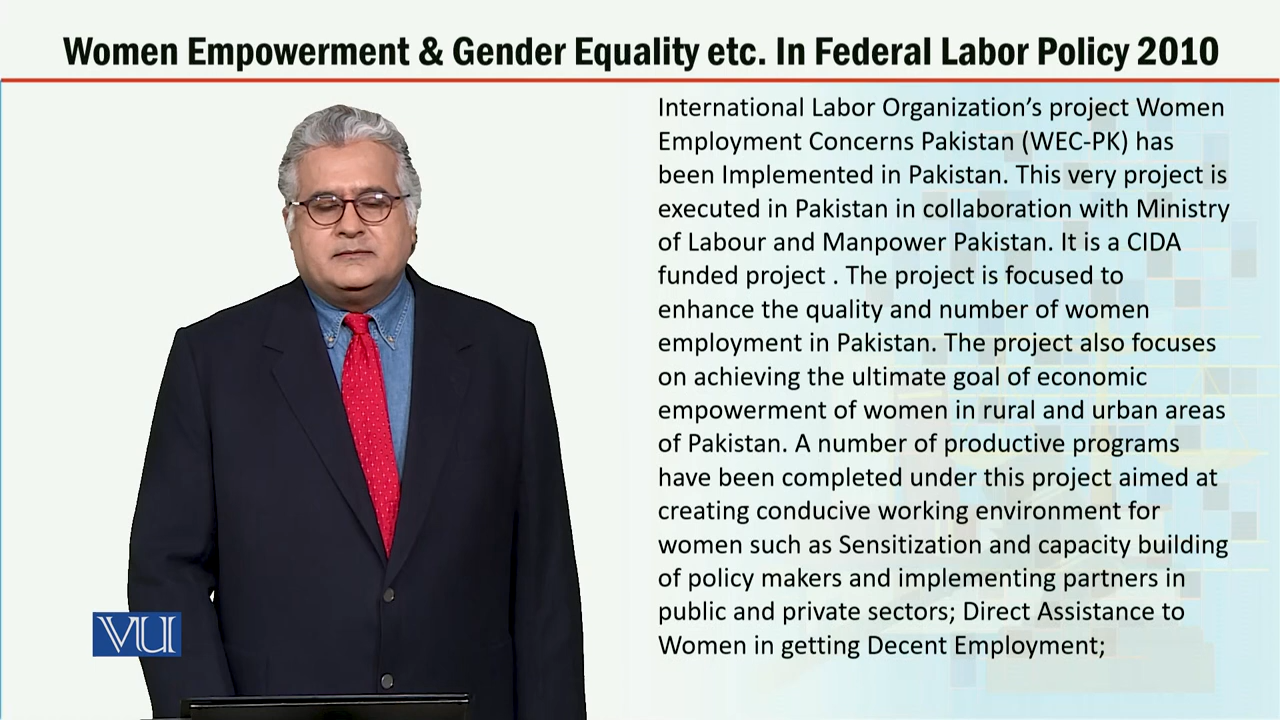 Women Empowerment & Gender Equality etc. In Federal Labor Policy 2010
International Labor Organization’s project Women
Employment Concerns Pakistan (WEC-PK) has
been Implemented in Pakistan. This very project is
executed in Pakistan in collaboration with Ministry
of Labour and Manpower Pakistan. It is a CIDA
funded project . The project is focused to
enhance the quality and number of women
employment in Pakistan. The project also focuses
on achieving the ultimate goal of economic
empowerment of women in rural and urban areas
of Pakistan. A number of productive programs
have been completed under this project aimed at
creating conducive working environment for
women such as Sensitization and capacity building
of policy makers and implementing partners in
public and private sectors; Direct Assistance to
Women in getting Decent Employment;
VUI